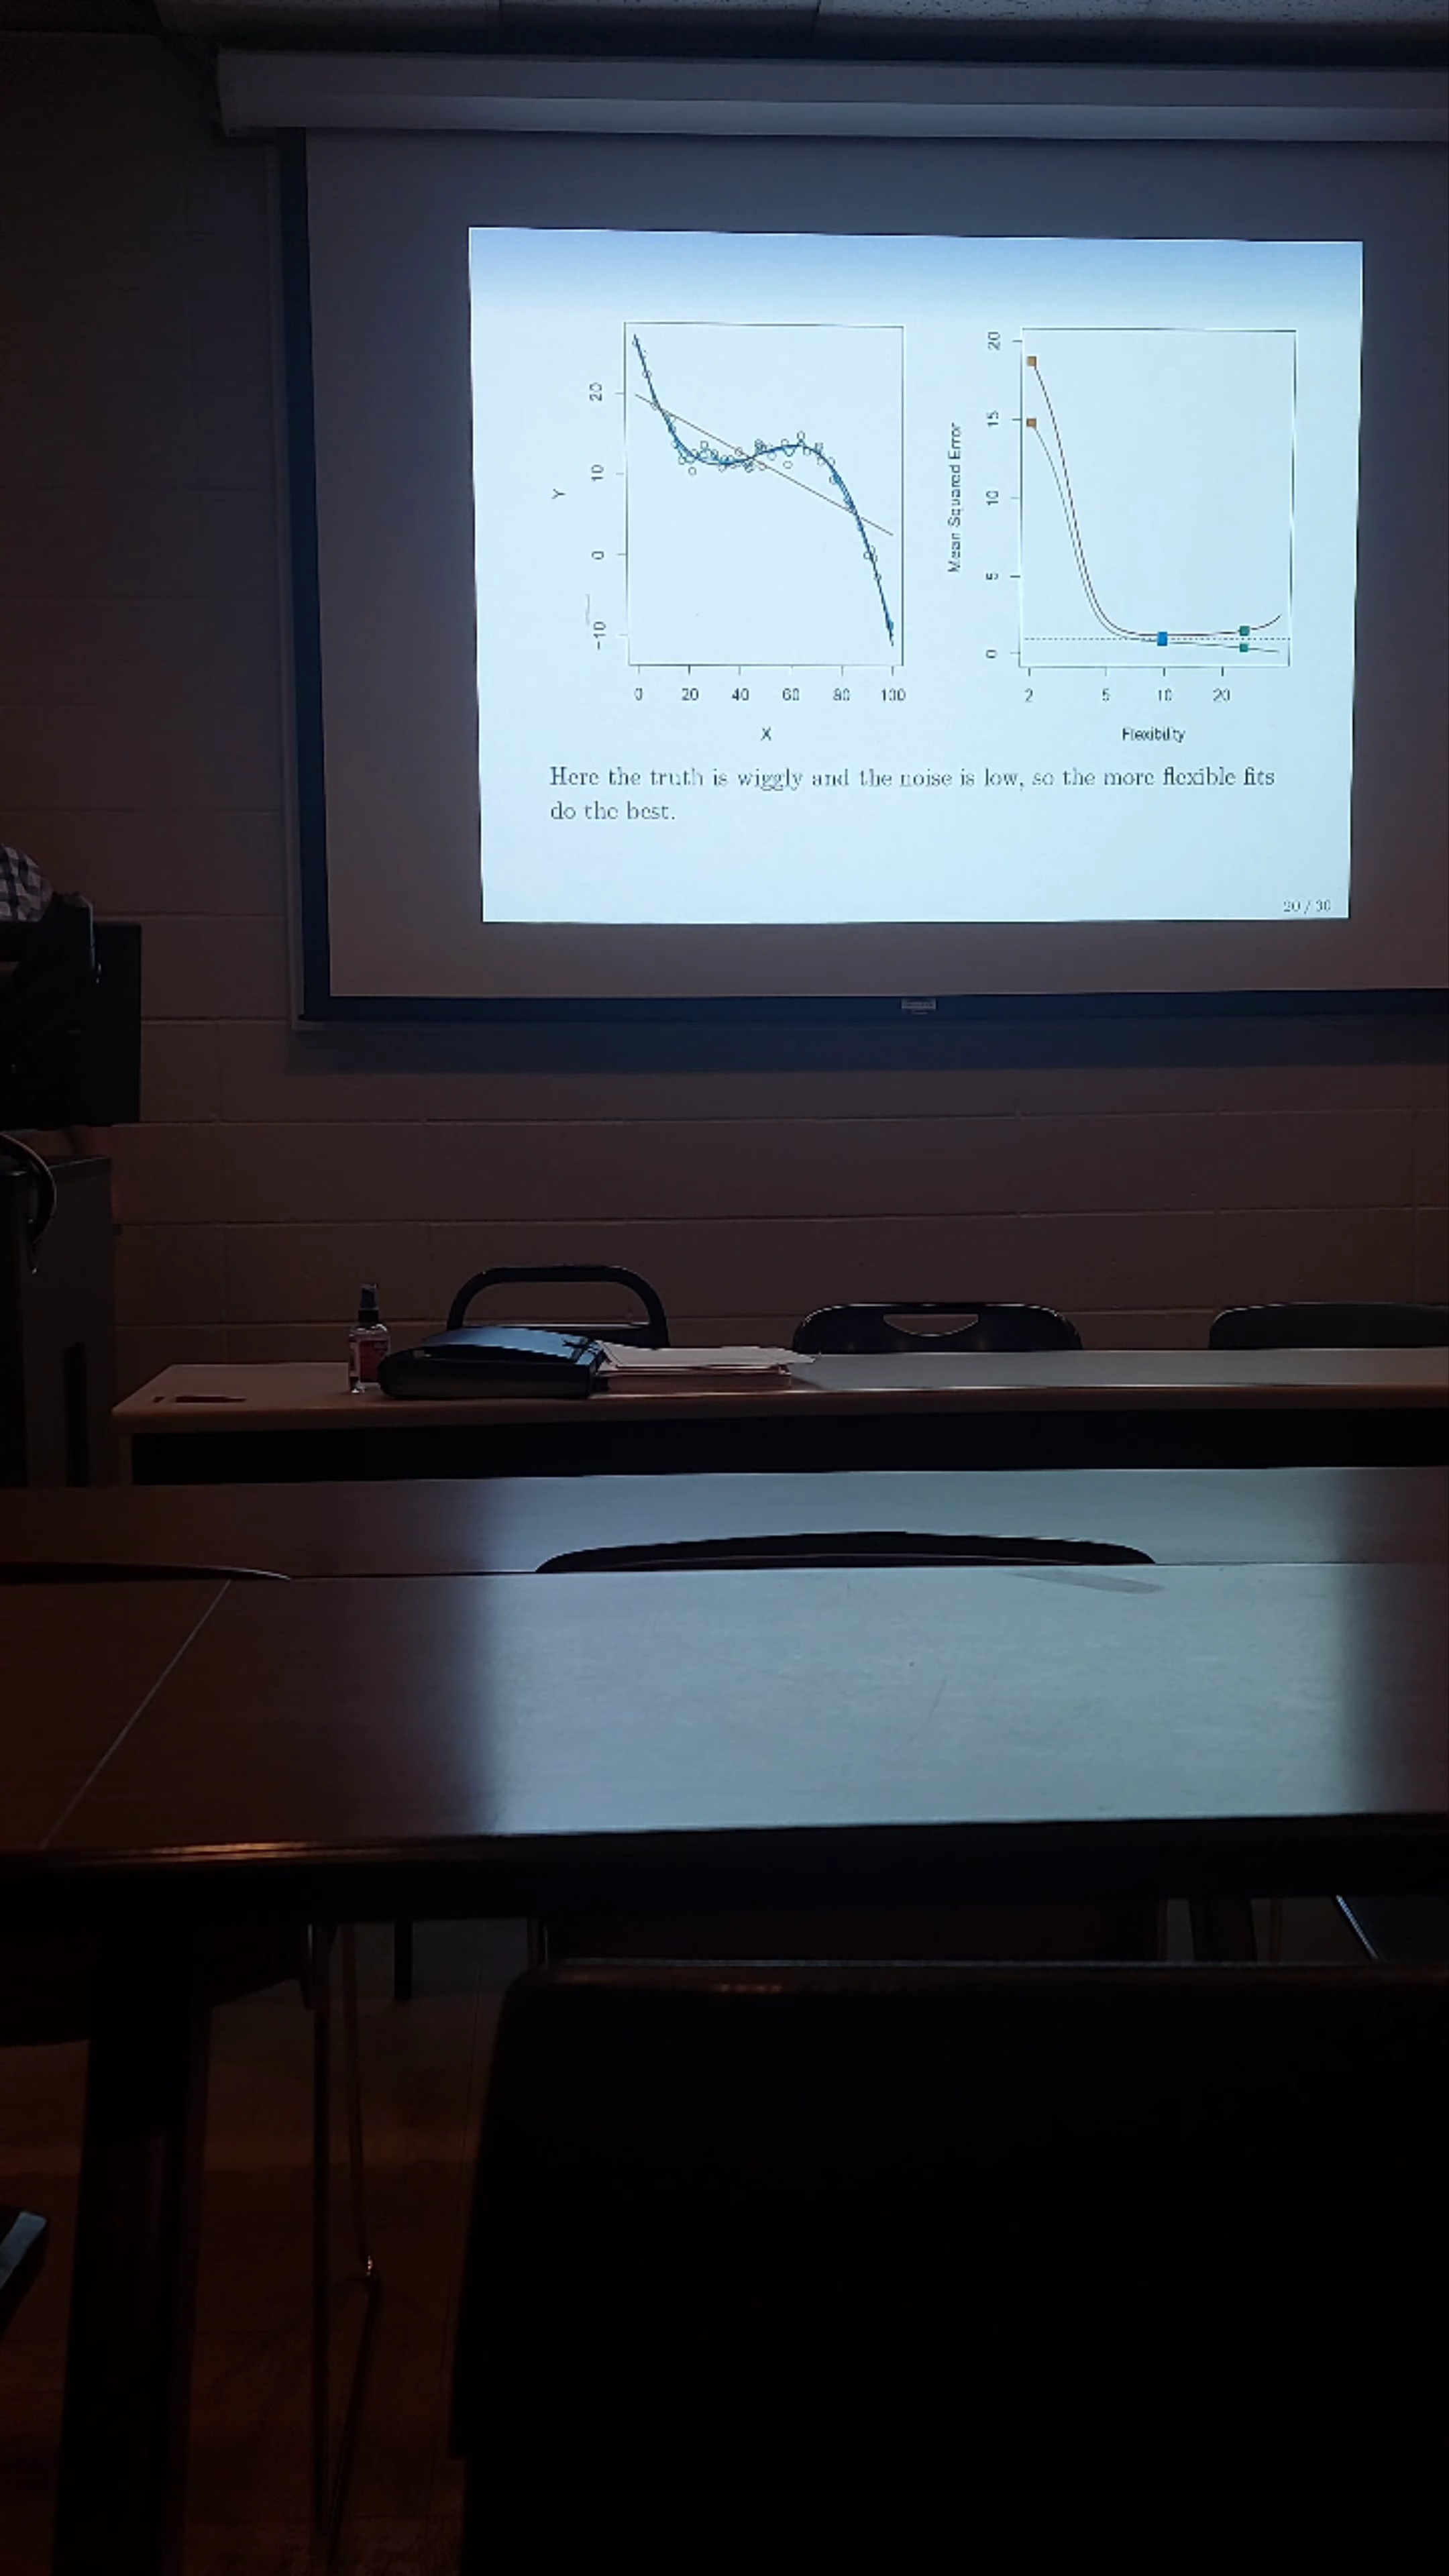 20
10
0
-10
Y
0 20 40 60 80 100
X
20
15
10
5
0
Mean Squared Error
2 5 10 20
Flexibility
Here the truth is wiggly and the noise is low, so the more flexible fits
do the best.
20 / 30